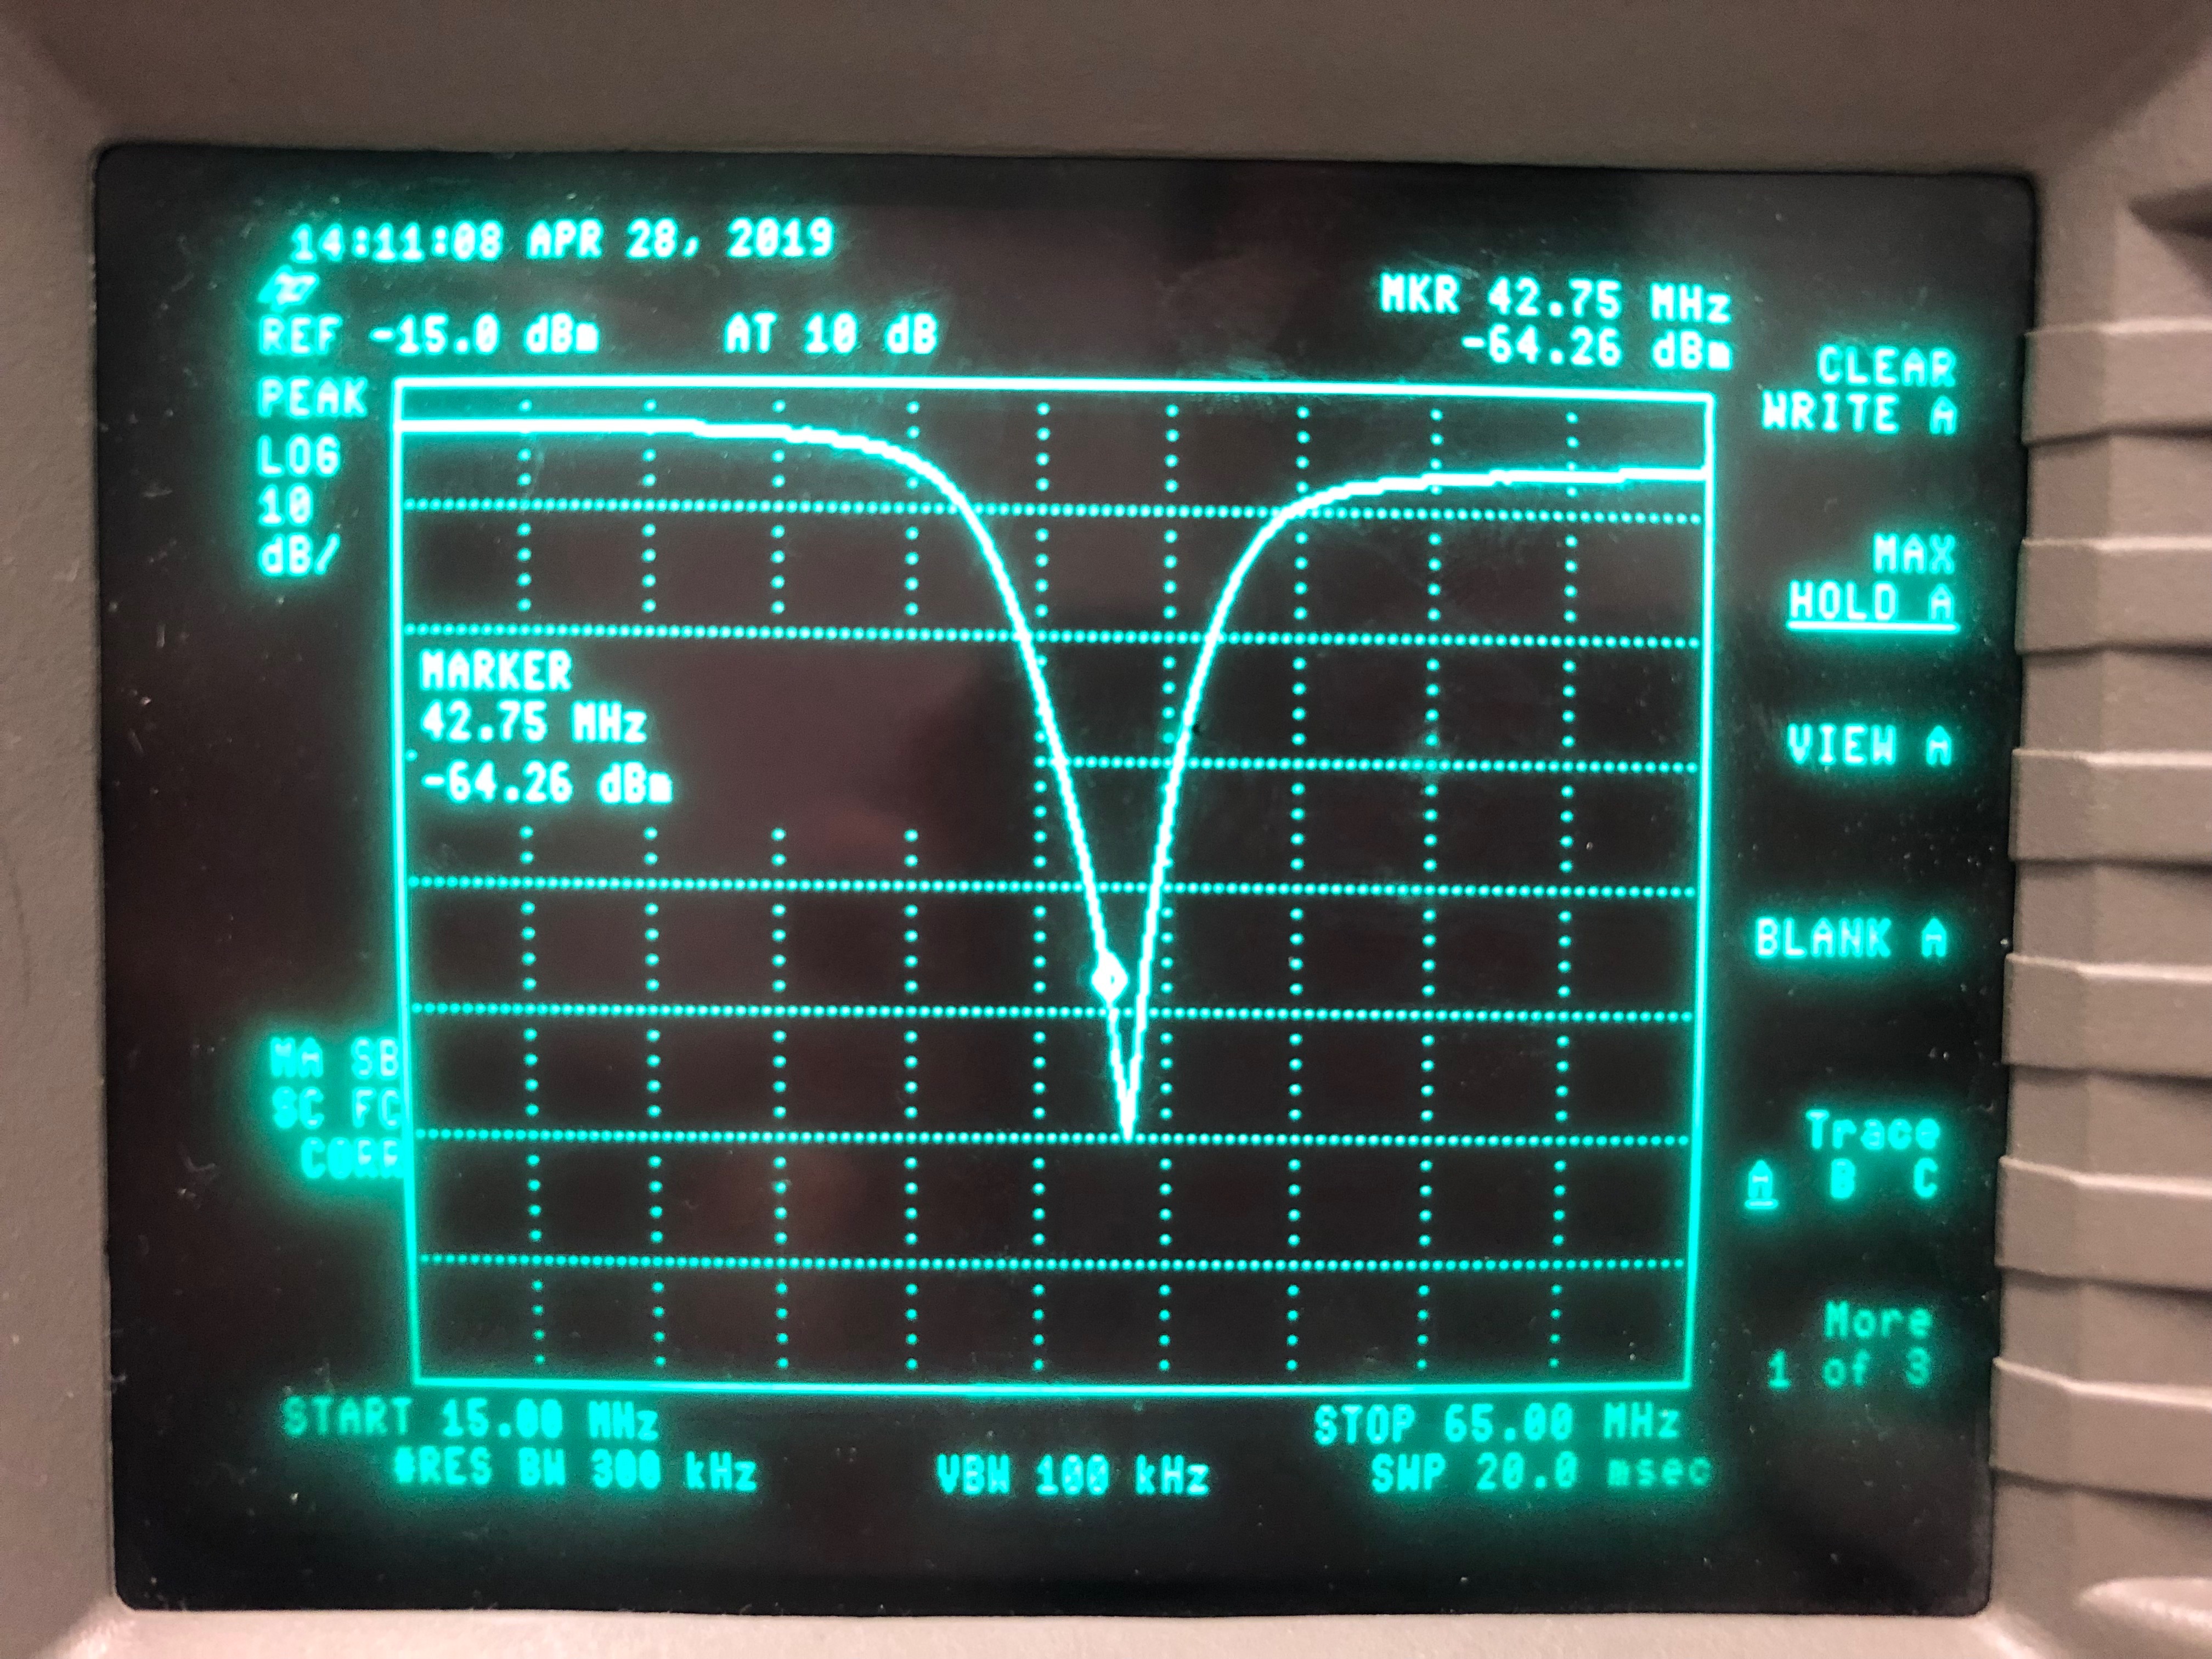 14:11:08 APR 28, 2019
hp
REF -15.0 dBm AT 10 dB
MKR 42.75 MHz
-64.26 dBm
PEAK
LOG
10
dB/
MARKER
42.75 MHz
-64.26 dBm
MA SB
SC FC
CORR
START 15.00 MHz
STOP 65.00 MHz
#RES BW 300 kHz
VBW 100 kHz
SWP 20.0 msec
CLEAR
WRITE A
MAX
HOLD A
VIEW A
BLANK A
Trace
A B C
More
1 of 3